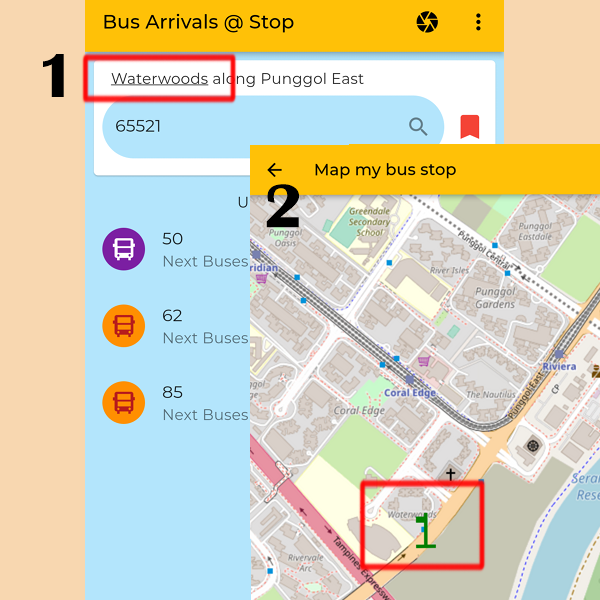 Bus Arrivals @ Stop
1
Waterwoods along Punggol East
65521
Map my bus stop
2
U
50
Next Buses
62
Next Buses
85
Next Buses
Greendale
Secondary
School
Punggol
Oasis
Punggol
Eastdale
Punggol Central
ridian
River Isles
Punggol
Gardens
Riviera
Coral Edge
The Nautilus
Punggol East
Coral Edge
Waterwoods
1
Rivervale
Arc
Tampines Expressw
Sera
Rese